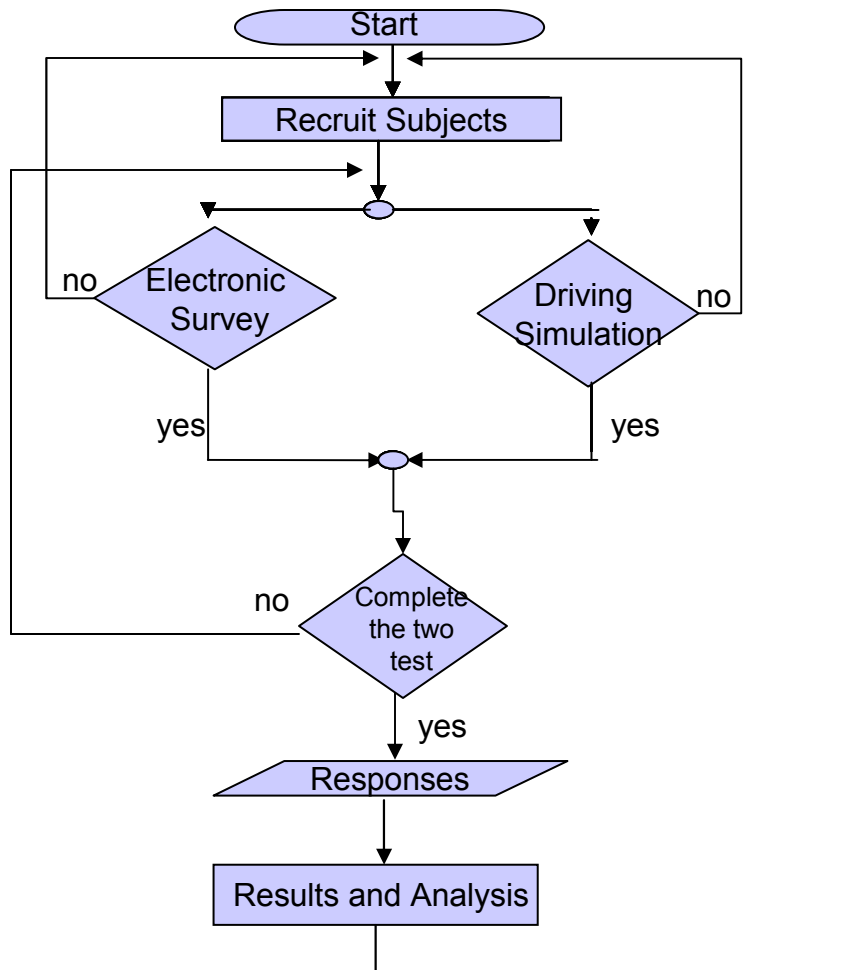 Start
Recruit Subjects
no
Electronic
Survey
Driving
Simulation
no
yes
yes
no
Complete
the two
test
yes
Responses
Results and Analysis